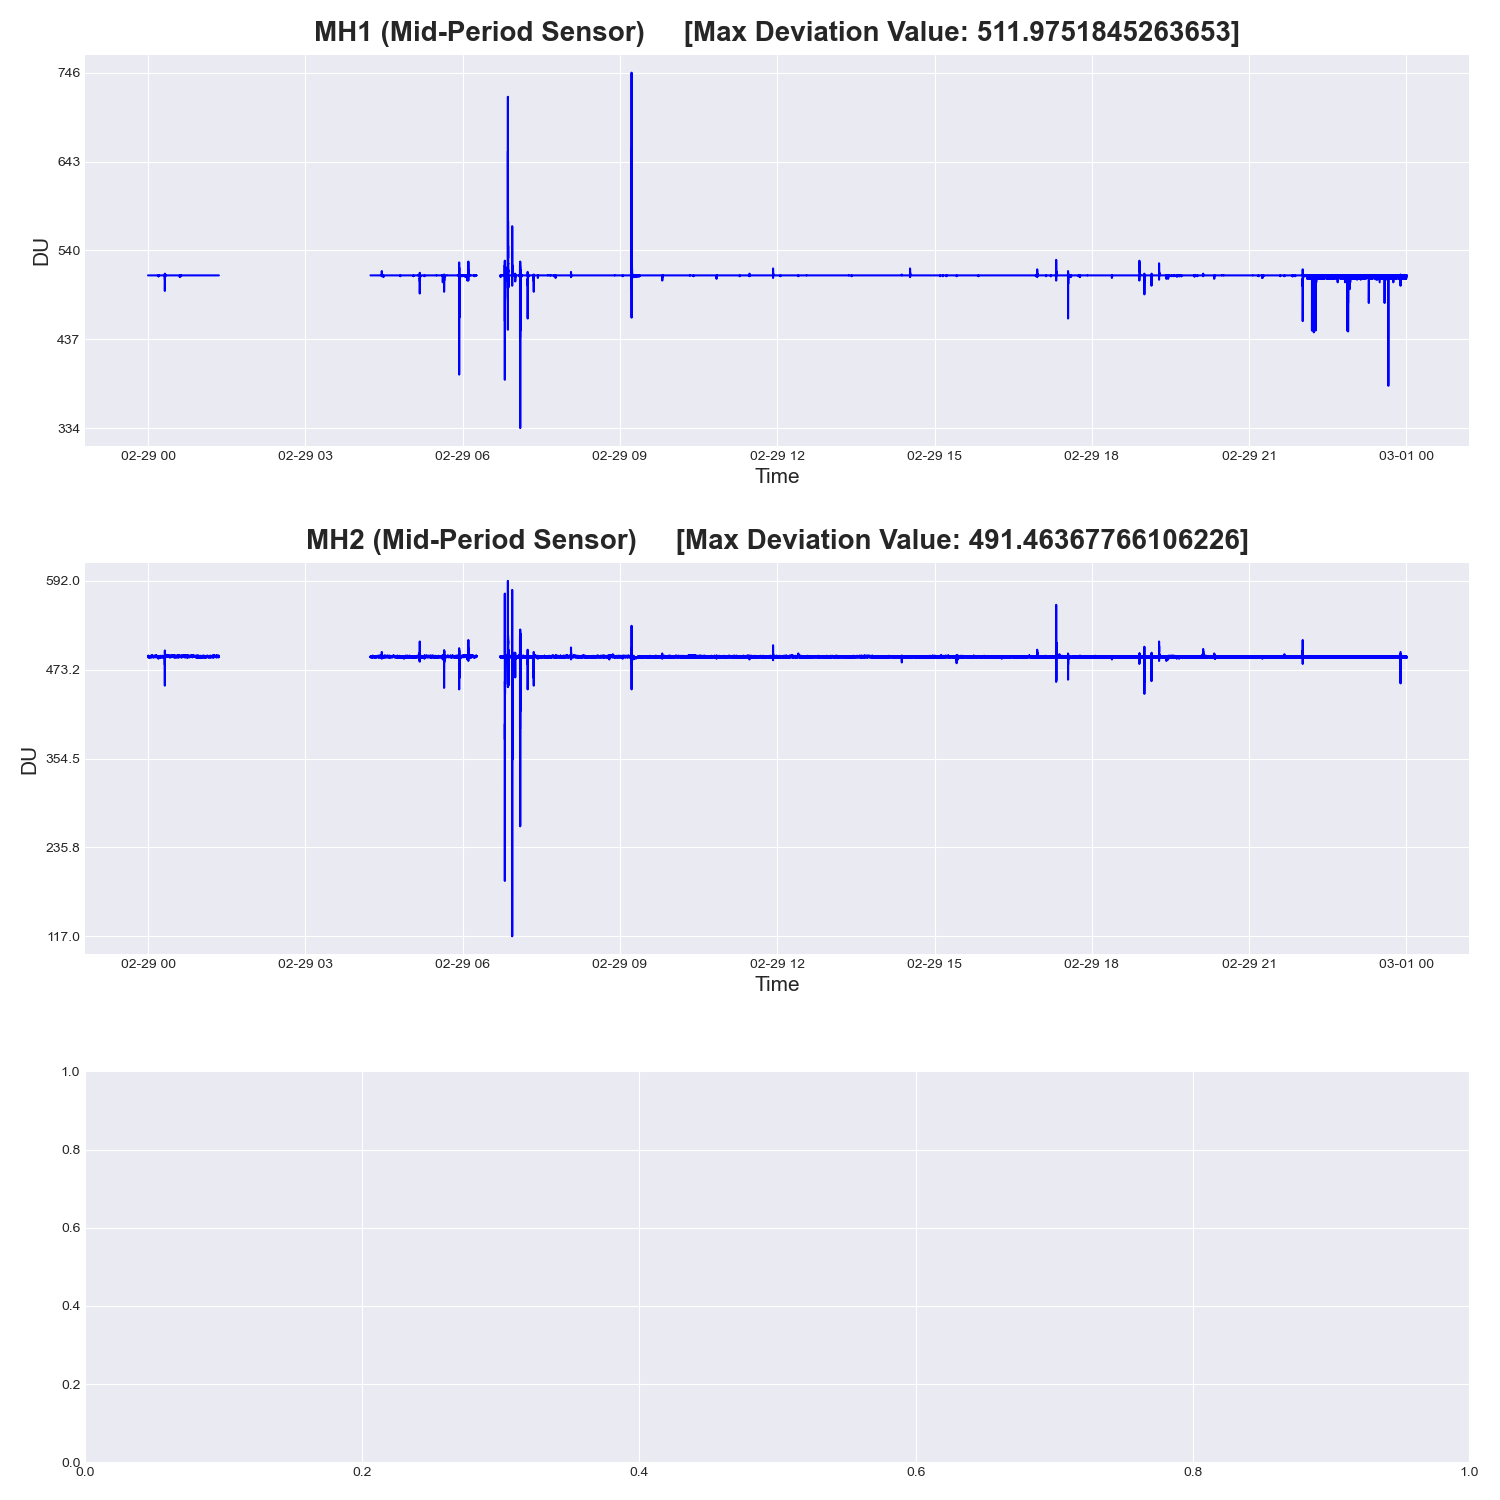 MH1 (Mid-Period Sensor) [Max Deviation Value: 511.9751845263653]
746
643
540
437
334
DU
02-29 00 02-29 03 02-29 06 02-29 09 02-29 12 02-29 15 02-29 18 02-29 21 03-01 00
Time
MH2 (Mid-Period Sensor) [Max Deviation Value: 491.46367766106226]
592.0
473.2
354.5
235.8
117.0
DU
02-29 00 02-29 03 02-29 06 02-29 09 02-29 12 02-29 15 02-29 18 02-29 21 03-01 00
Time
1.0
0.8
0.6
0.4
0.2
0.0
0.0 0.2 0.4 0.6 0.8 1.0